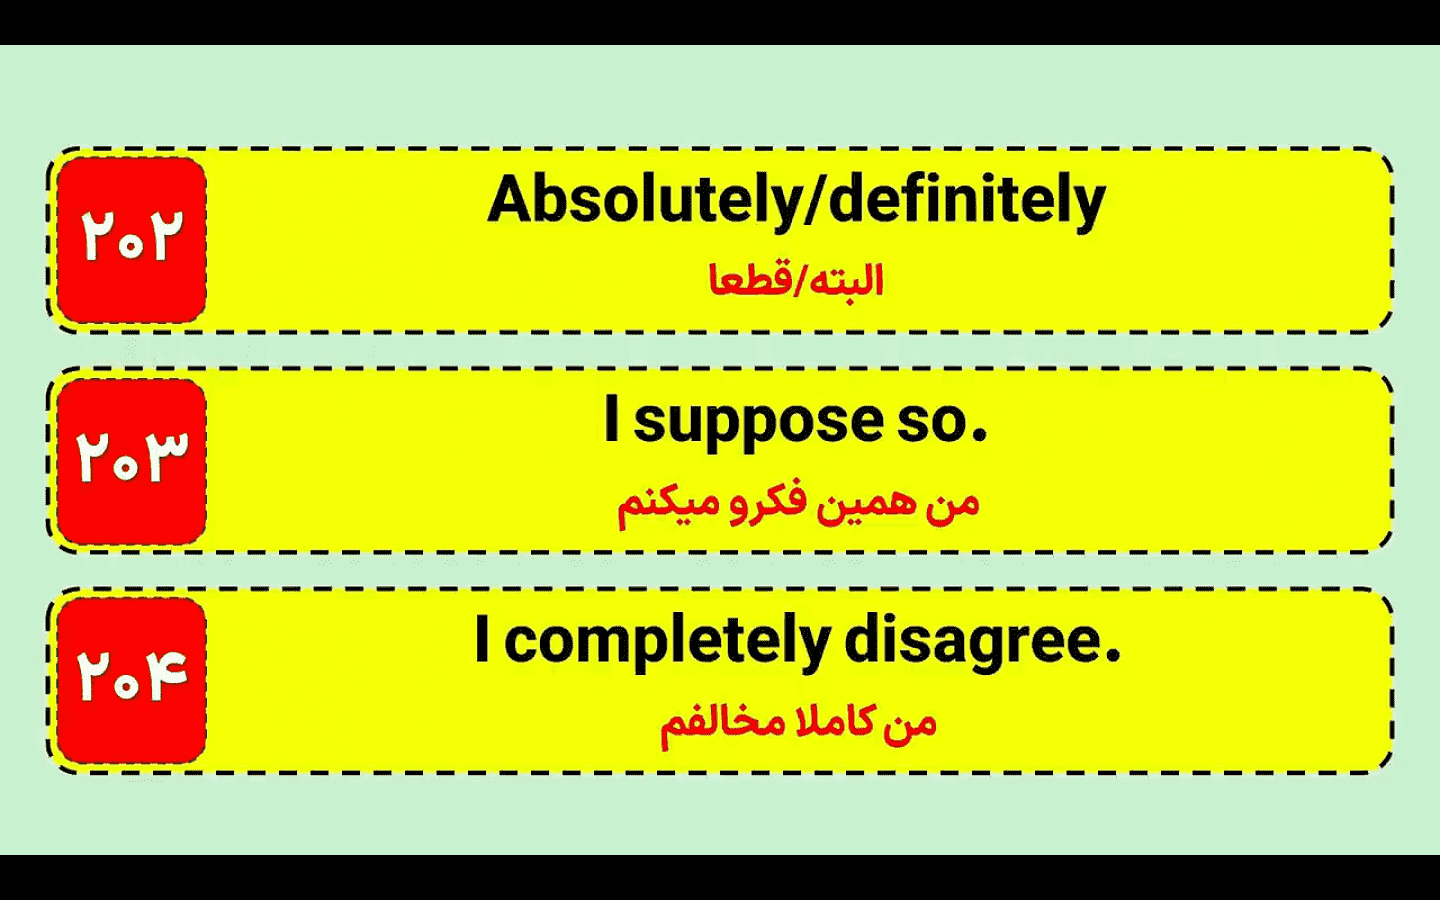 ۲۰۲
Absolutely/definitely
البته/قطعا
۲۰۳
I suppose so.
من همین فکرو میکنم
۲۰۴
I completely disagree.
من کاملا مخالفم